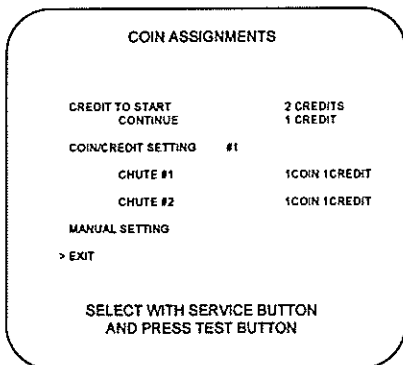 COIN ASSIGNMENTS
CREDIT TO START 2 CREDITS
CONTINUE 1 CREDIT
COIN/CREDIT SETTING #1
CHUTE #1 1COIN 1CREDIT
CHUTE #2 1COIN 1CREDIT
MANUAL SETTING
> EXIT
SELECT WITH SERVICE BUTTON
AND PRESS TEST BUTTON